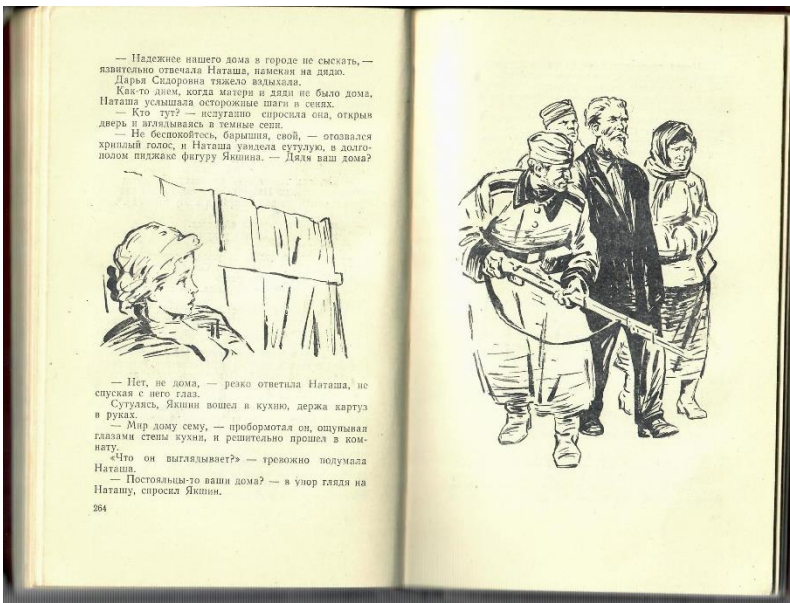 — Надежнее нашего дома в городе не сыскать, —
язвительно отвечала Наташа, намекая на дядю.
Дарья Сидоровна тяжело вздыхала.
Как-то днем, когда матери и дяди не было дома,
Наташа услышала осторожные шаги в сенях.
— Кто тут? — испуганно спросила она, открыв
дверь и вглядываясь в темные сени.
— Не беспокойтесь, барышня, свой, — отозвался
хриплый голос, и Наташа увидела сутулую, в долго-
полом пиджаке фигуру Якшина. — Дядя ваш дома?
— Нет, не дома, — резко ответила Наташа, не
спуская с него глаз.
Сутулясь, Якшин вошел в кухню, держа картуз
в руках.
— Мир дому сему, — пробормотал он, ощупывая
глазами стены кухни, и решительно прошел в ком-
нату.
«Что он выглядывает?» — тревожно подумала
Наташа.
— Постояльцы-то ваши дома? — в упор глядя на
Наташу, спросил Якшин.
264